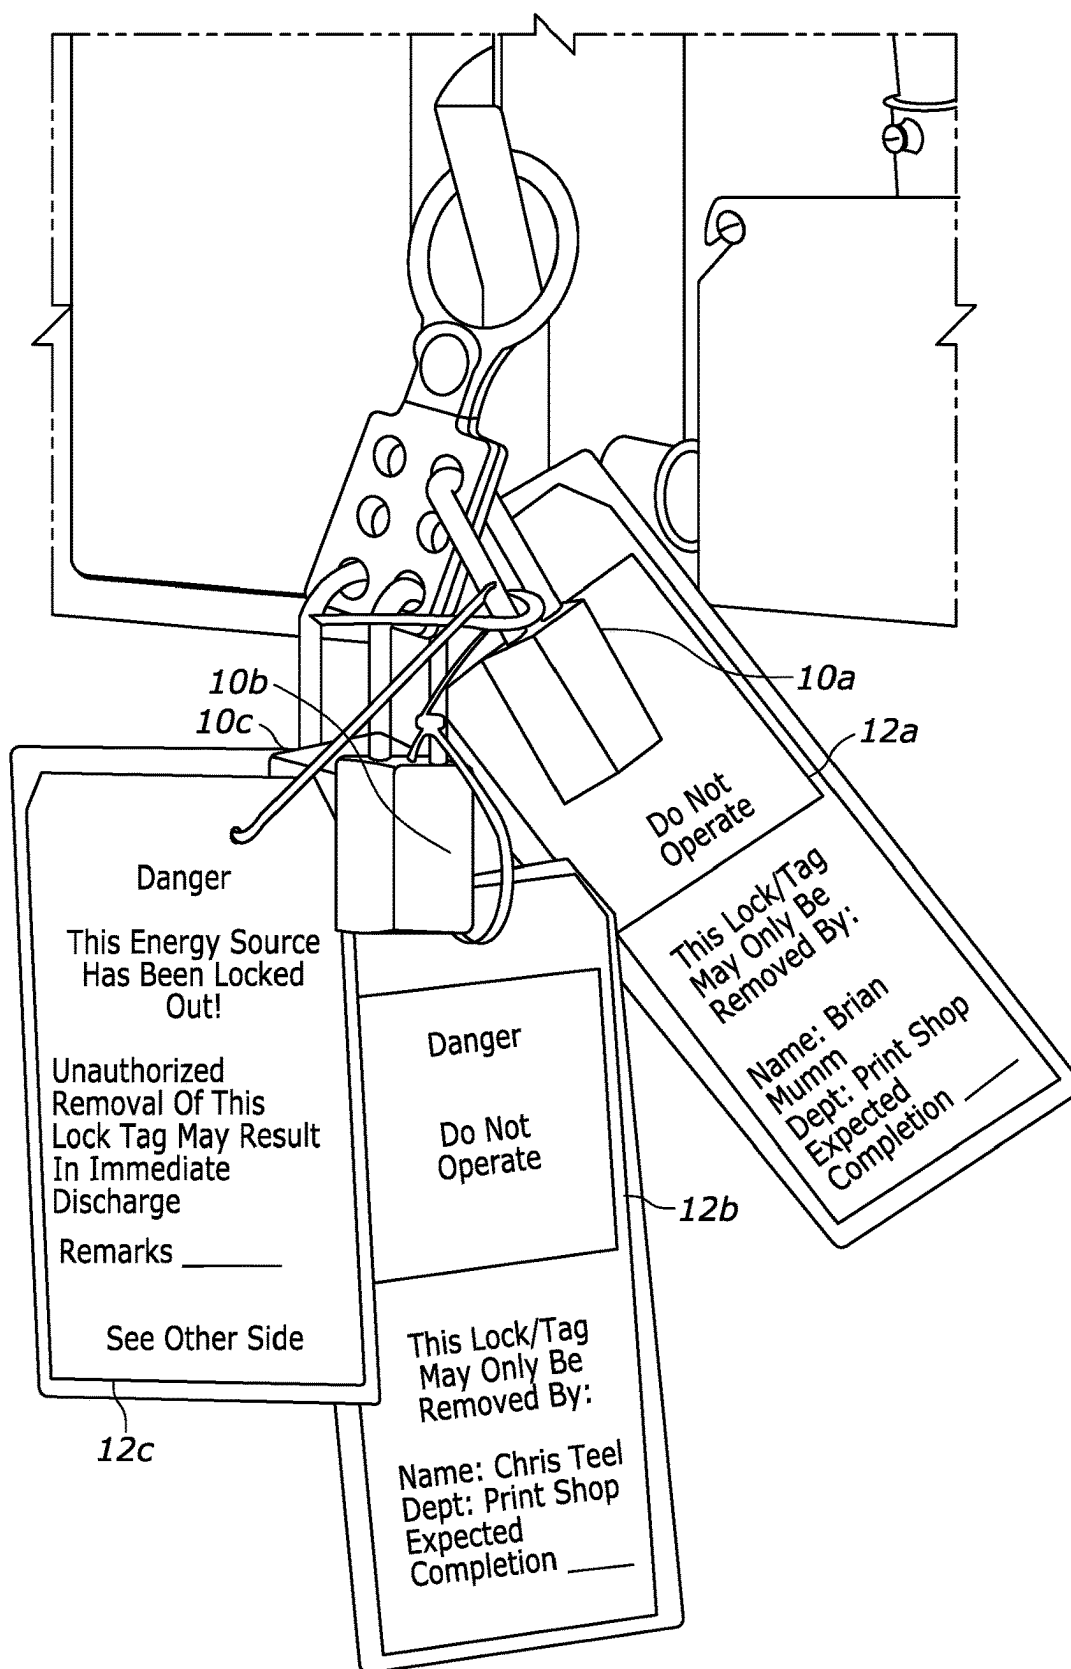 10a
10b
10c
12a
Do Not
Operate
This Lock/Tag
May Only Be
Removed By:
Name: Brian
Mumm
Dept: Print Shop
Expected
Completion ____
Danger
This Energy Source
Has Been Locked
Out!
Unauthorized
Removal Of This
Lock Tag May Result
In Immediate
Discharge
Remarks ______
See Other Side
12c
Danger
Do Not
Operate
12b
This Lock/Tag
May Only Be
Removed By:
Name: Chris Teel
Dept: Print Shop
Expected
Completion ____